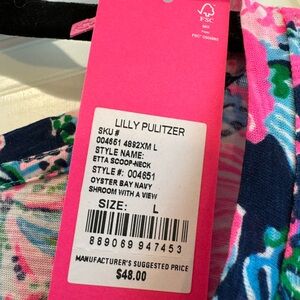 FSC
LILLY PULITZER
SKU #
004651 4892XM L
STYLE NAME:
ETTA SCOOP-NECK
STYLE #: 004651
OYSTER BAY NAVY
SHROOM WITH A VIEW
SIZE: L
889069 947453
MANUFACTURER'S SUGGESTED PRICE
$48.00